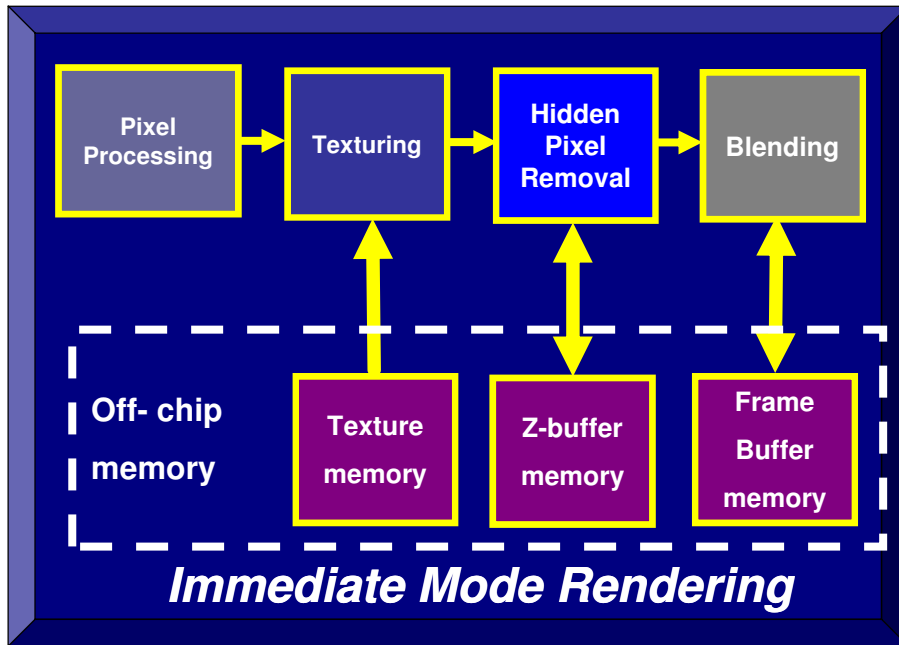 Pixel
Processing
Texturing
Hidden
Pixel
Removal
Blending
Off- chip
memory
Texture
memory
Z-buffer
memory
Frame
Buffer
memory
Immediate Mode Rendering